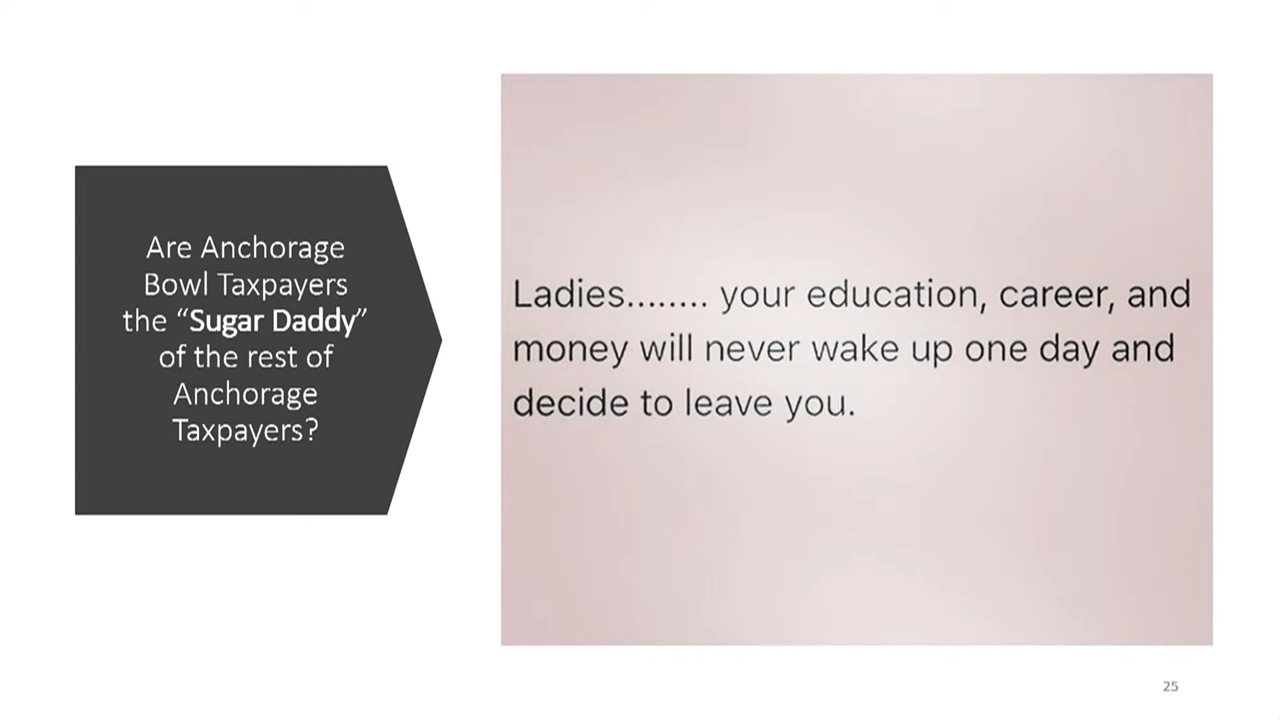 Are Anchorage
Bowl Taxpayers
the “Sugar Daddy”
of the rest of
Anchorage
Taxpayers?
Ladies........ your education, career, and
money will never wake up one day and
decide to leave you.
25